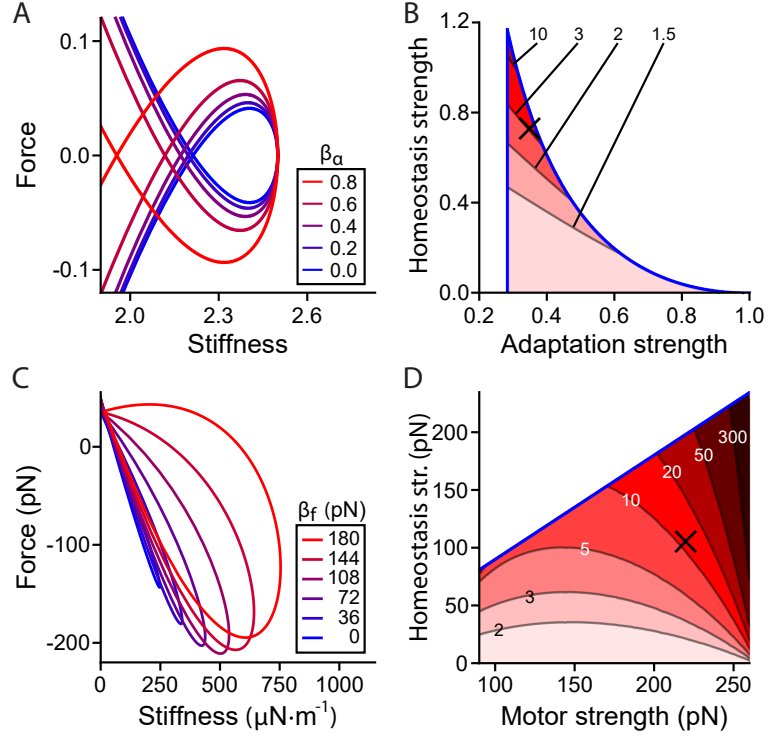 A
Force
0.1
0.0
-0.1
2.0 2.3 2.6
Stiffness
βα
0.8
0.6
0.4
0.2
0.0
B
Homeostasis strength
1.2
0.8
0.4
0.0
10 3 2 1.5
0.2 0.4 0.6 0.8 1.0
Adaptation strength
C
Force (pN)
0
-100
-200
0 250 500 750 1000
Stiffness (μN·m⁻¹)
βf (pN)
180
144
108
72
36
0
D
Homeostasis str. (pN)
200
150
100
50
0
300
50
20
10
5
3
2
100 150 200 250
Motor strength (pN)